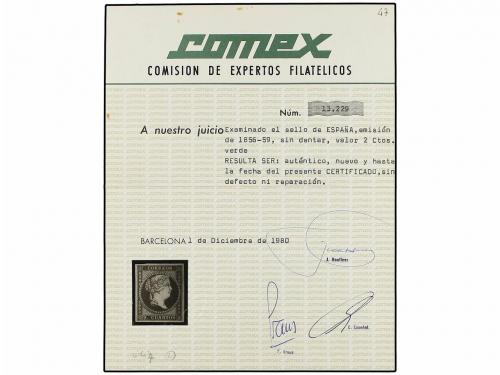 47
comex
COMISION DE EXPERTOS FILATELICOS
Núm. 13.229
A nuestro juicio Examinado el sello de ESPAÑA, emisión
de 1856-59, sin dentar, valor 2 Ctos.
verde
RESULTA SER: auténtico, nuevo y hasta
la fecha del presente CERTIFICADO, sin
defecto ni reparación.
BARCELONA 1 de Diciembre de 1980
CORREOS
CUARTOS